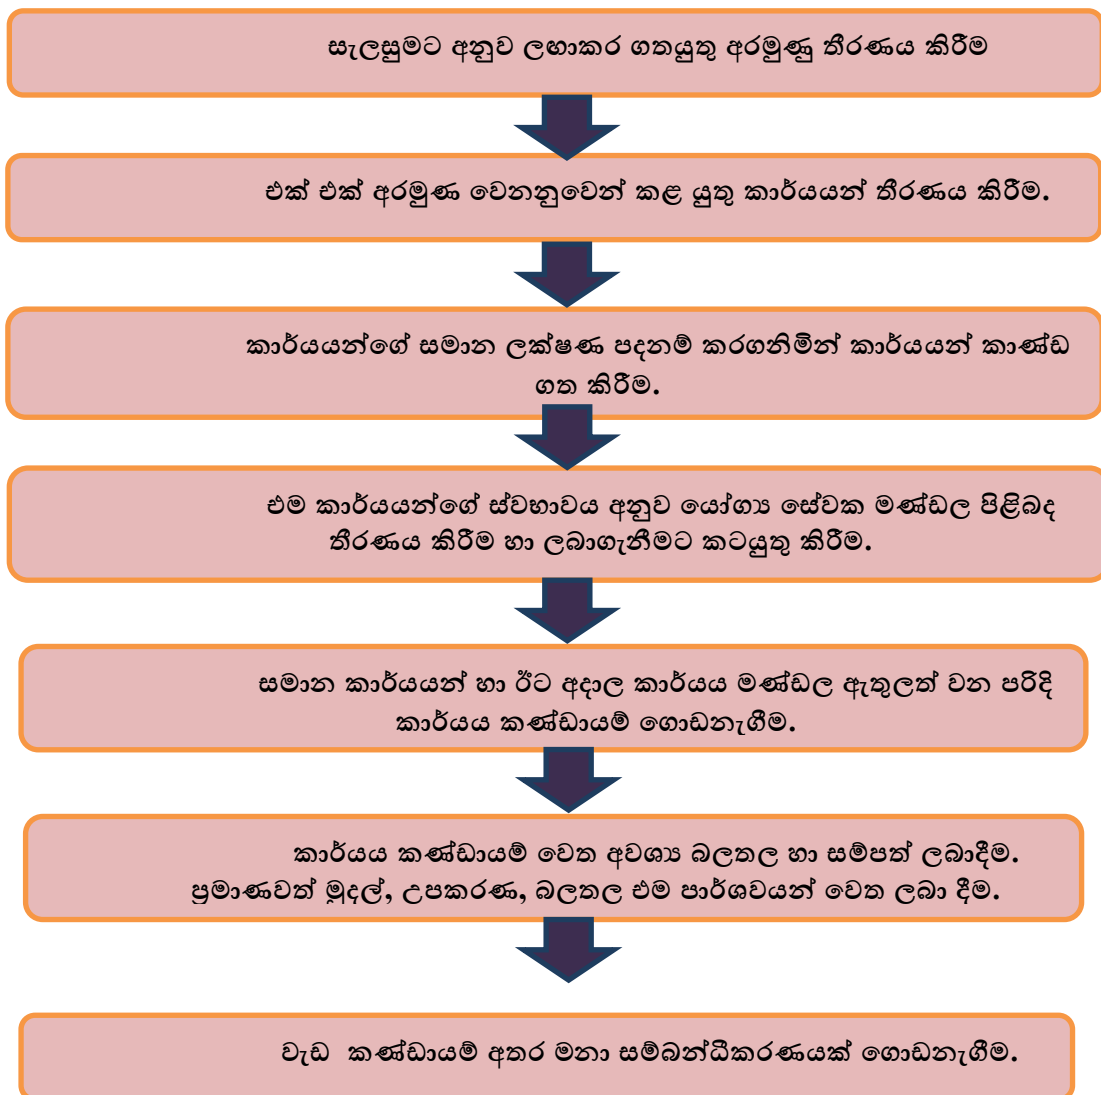 සැලසුමට අනුව ලඟාකර ගතයුතු අරමුණු තීරණය කිරීම
එක් එක් අරමුණ වෙනනුවෙන් කළ යුතු කාර්යයන් තීරණය කිරීම.
කාර්යයන්ගේ සමාන ලක්ෂණ පදනම් කරගනිමින් කාර්යයන් කාණ්ඩ
ගත කිරීම.
එම කාර්යයන්ගේ ස්වභාවය අනුව යෝග්‍ය සේවක මණ්ඩල පිළිබද
තීරණය කිරීම හා ලබාගැනීමට කටයුතු කිරීම.
සමාන කාර්යයන් හා ඊට අදාල කාර්යය මණ්ඩල ඇතුලත් වන පරිදි
කාර්යය කණ්ඩායම් ගොඩනැගීම.
කාර්යය කණ්ඩායම් වෙත අවශ්‍ය බලතල හා සම්පත් ලබාදීම.
ප්‍රමාණවත් මුදල්, උපකරණ, බලතල එම පාර්ශවයන් වෙත ලබා දීම.
වැඩ  කණ්ඩායම් අතර මනා සම්බන්ධීකරණයක් ගොඩනැගීම.